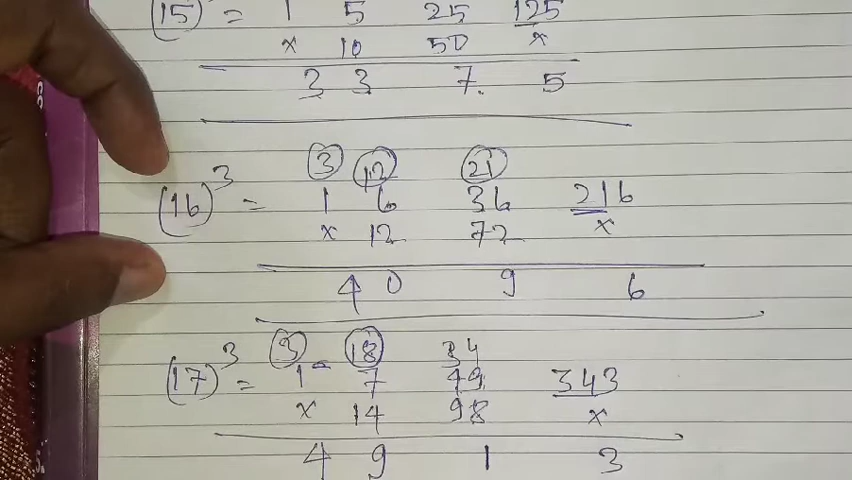 (15) = 1 5 25 125
x 10 50 x
3 3 7. 5
3 12 21
(16)³ = 1 6 36 216
x 12 72 x
4 0 9 6
3 18 34
(17)³ = 1 7 49 343
x 14 98 x
4 9 1 3